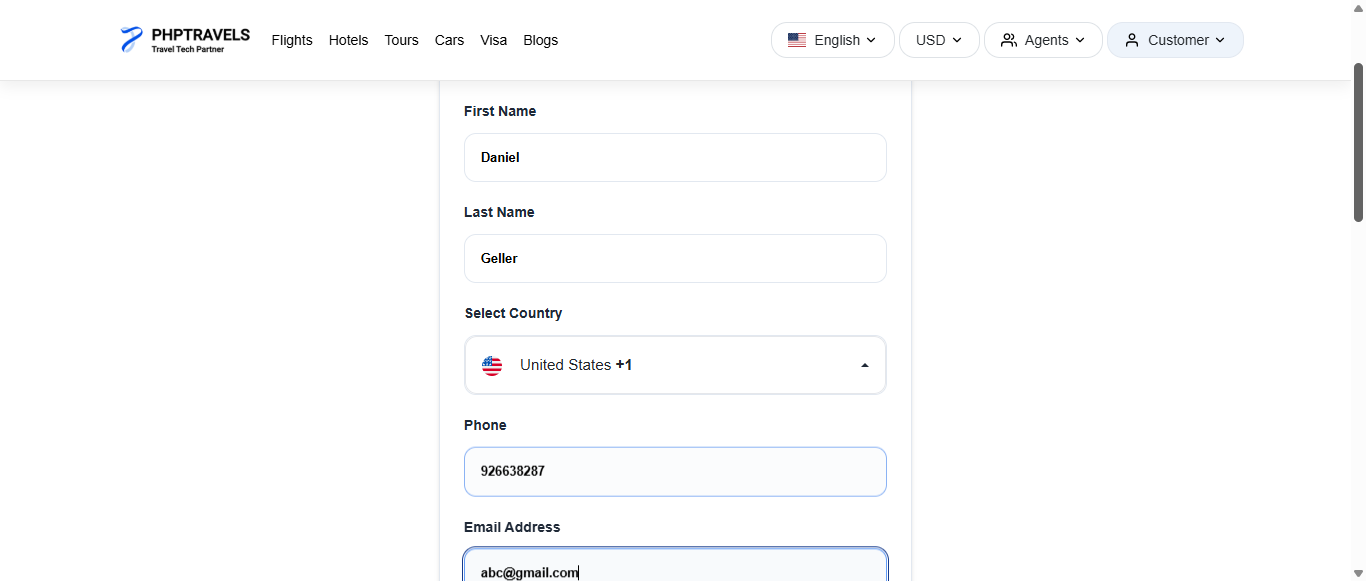 PHPTRAVELS
Travel Tech Partner
Flights Hotels Tours Cars Visa Blogs
English USD Agents Customer
First Name
Daniel
Last Name
Geller
Select Country
United States +1
Phone
926638287
Email Address
abc@gmail.com